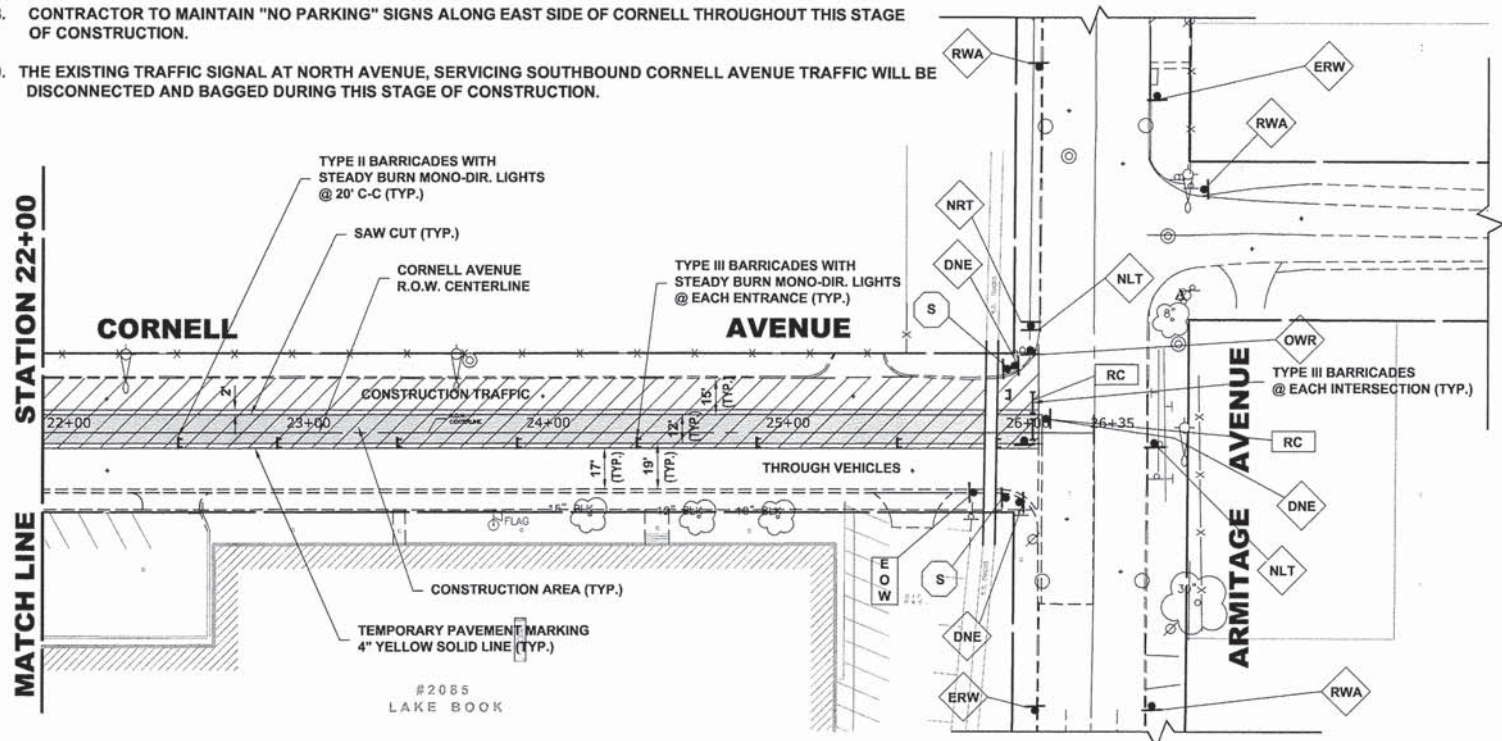 CONTRACTOR TO MAINTAIN "NO PARKING" SIGNS ALONG EAST SIDE OF CORNELL THROUGHOUT THIS STAGE
OF CONSTRUCTION.
THE EXISTING TRAFFIC SIGNAL AT NORTH AVENUE, SERVICING SOUTHBOUND CORNELL AVENUE TRAFFIC WILL BE
DISCONNECTED AND BAGGED DURING THIS STAGE OF CONSTRUCTION.
RWA
ERW
RWA
TYPE II BARRICADES WITH
STEADY BURN MONO-DIR. LIGHTS
@ 20' C-C (TYP.)
SAW CUT (TYP.)
CORNELL AVENUE
R.O.W. CENTERLINE
TYPE III BARRICADES WITH
STEADY BURN MONO-DIR. LIGHTS
@ EACH ENTRANCE (TYP.)
NRT
DNE
NLT
S
8"
CORNELL
AVENUE
OWR
RC
TYPE III BARRICADES
@ EACH INTERSECTION (TYP.)
CONSTRUCTION TRAFFIC
2'
15'
(TYP.)
12'
(TYP.)
22+00
23+00
24+00
25+00
26+00
26+35
RC
17'
(TYP.)
19'
(TYP.)
THROUGH VEHICLES
DNE
NLT
FLAG
EOW
S
30"
CONSTRUCTION AREA (TYP.)
TEMPORARY PAVEMENT MARKING
4" YELLOW SOLID LINE (TYP.)
DNE
#2085
LAKE BOOK
ERW
RWA
MATCH LINE STATION 22+00
ARMITAGE AVENUE